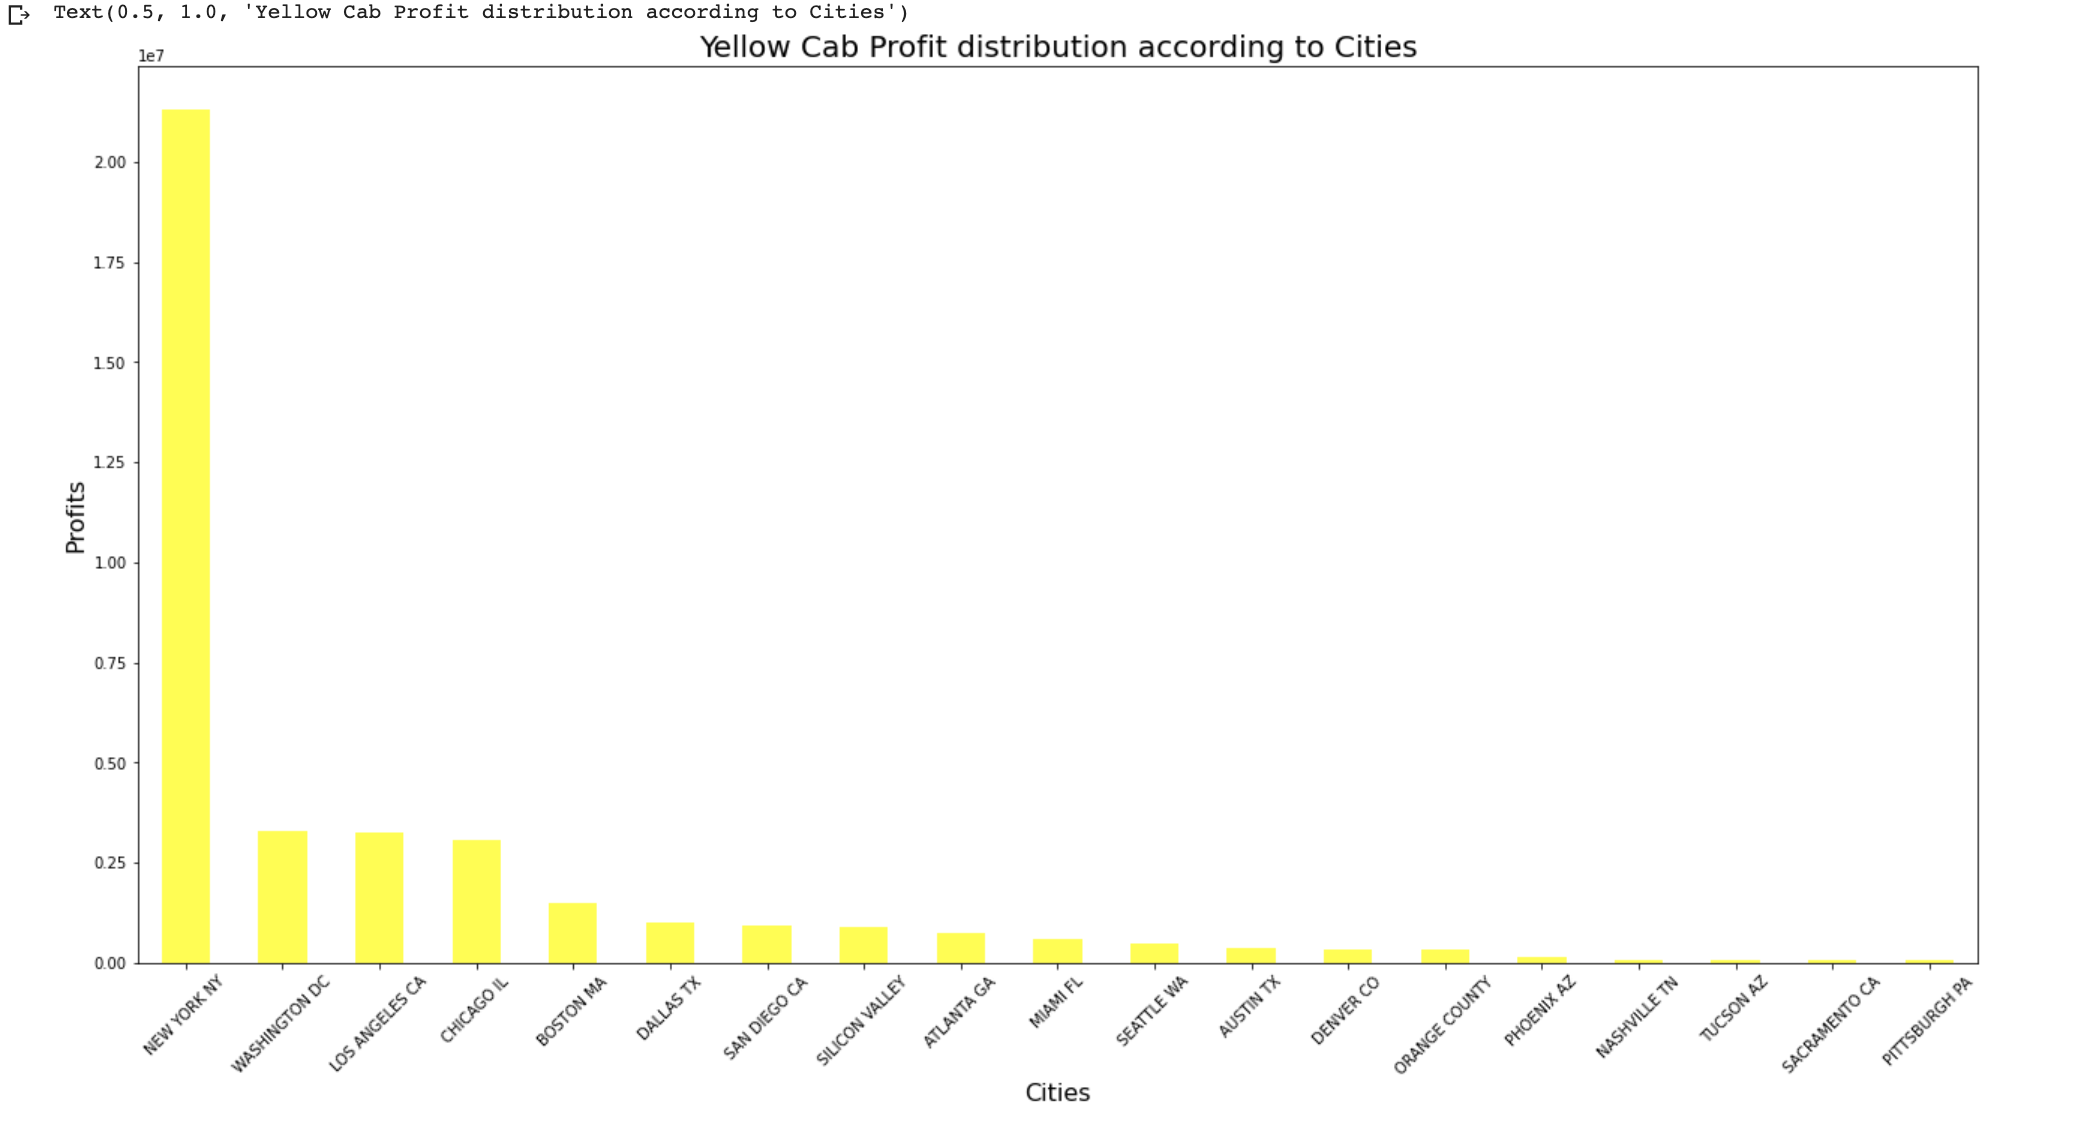 Text(0.5, 1.0, 'Yellow Cab Profit distribution according to Cities')
Yellow Cab Profit distribution according to Cities
1e7
2.00
1.75
1.50
1.25
1.00
0.75
0.50
0.25
0.00
Profits
NEW YORK NY
WASHINGTON DC
LOS ANGELES CA
CHICAGO IL
BOSTON MA
DALLAS TX
SAN DIEGO CA
SILICON VALLEY
ATLANTA GA
MIAMI FL
SEATTLE WA
AUSTIN TX
DENVER CO
ORANGE COUNTY
PHOENIX AZ
NASHVILLE TN
TUCSON AZ
SACRAMENTO CA
PITTSBURGH PA
Cities